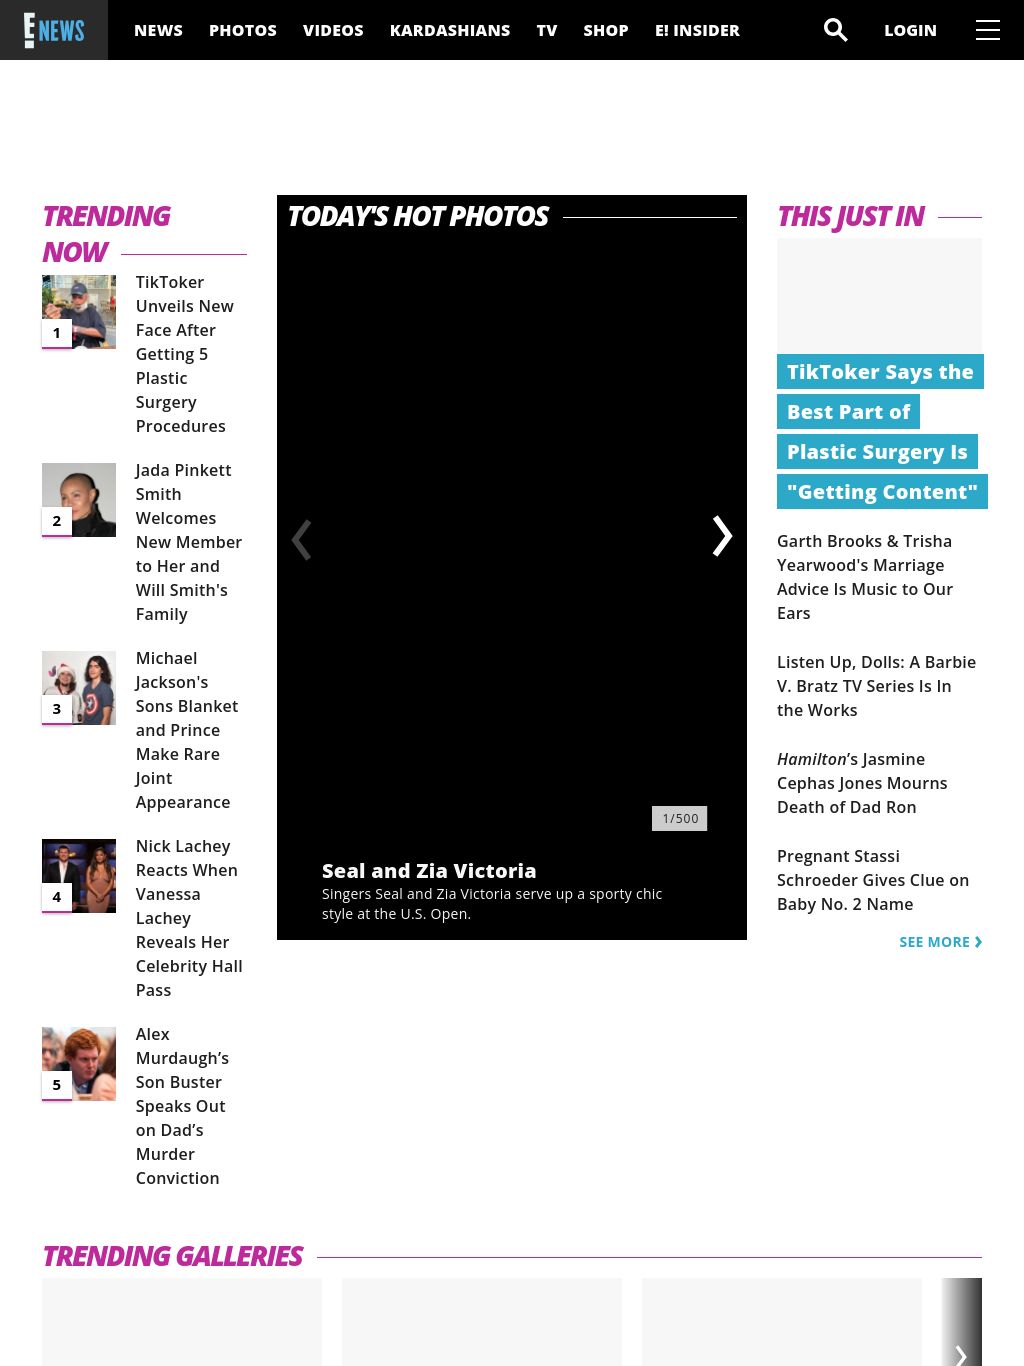 E! NEWS
NEWS PHOTOS VIDEOS KARDASHIANS TV SHOP E! INSIDER LOGIN
TRENDING
NOW
1
TikToker
Unveils New
Face After
Getting 5
Plastic
Surgery
Procedures
2
Jada Pinkett
Smith
Welcomes
New Member
to Her and
Will Smith's
Family
3
Michael
Jackson's
Sons Blanket
and Prince
Make Rare
Joint
Appearance
4
Nick Lachey
Reacts When
Vanessa
Lachey
Reveals Her
Celebrity Hall
Pass
5
Alex
Murdaugh’s
Son Buster
Speaks Out
on Dad’s
Murder
Conviction
TODAY'S HOT PHOTOS
1/500
Seal and Zia Victoria
Singers Seal and Zia Victoria serve up a sporty chic
style at the U.S. Open.
THIS JUST IN
TikToker Says the
Best Part of
Plastic Surgery Is
"Getting Content"
Garth Brooks & Trisha
Yearwood's Marriage
Advice Is Music to Our
Ears
Listen Up, Dolls: A Barbie
V. Bratz TV Series Is In
the Works
Hamilton’s Jasmine
Cephas Jones Mourns
Death of Dad Ron
Pregnant Stassi
Schroeder Gives Clue on
Baby No. 2 Name
SEE MORE
TRENDING GALLERIES